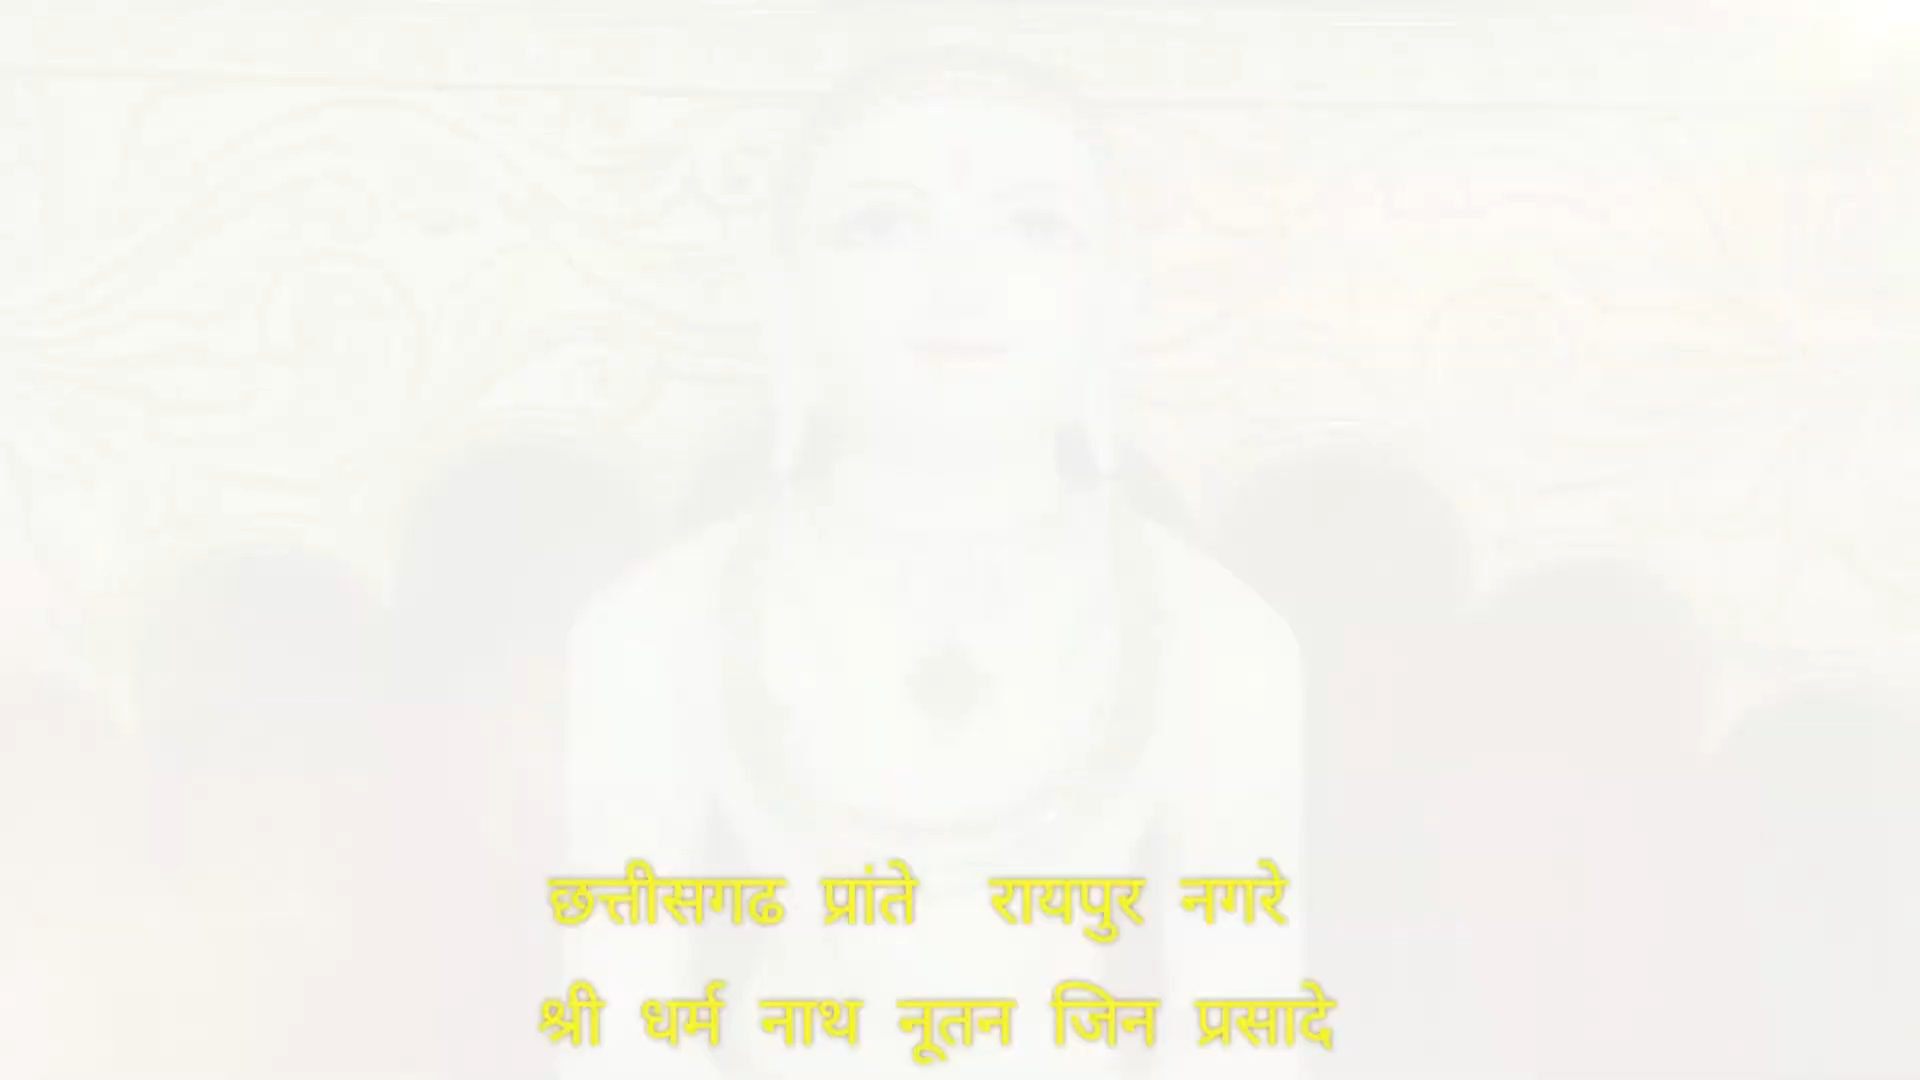 छत्तीसगढ प्रांते रायपुर नगरे
श्री धर्म नाथ नूतन जिन प्रसादे